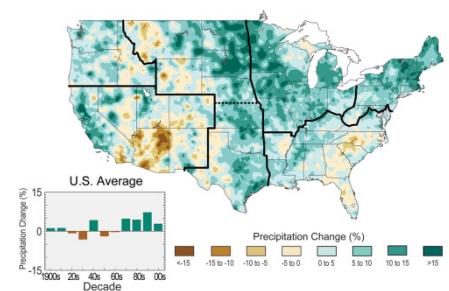 U.S. Average
Precipitation Change (%)
15
0
-15
1900s 20s 40s 60s 80s 00s
Decade
Precipitation Change (%)
<-15 -15 to -10 -10 to -5 -5 to 0 0 to 5 5 to 10 10 to 15 >15